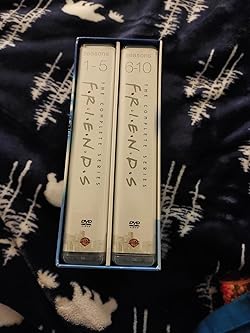 seasons
1-5
THE COMPLETE SERIES
F·R·I·E·N·D·S
DVD
seasons
6-10
THE COMPLETE SERIES
F·R·I·E·N·D·S
DVD